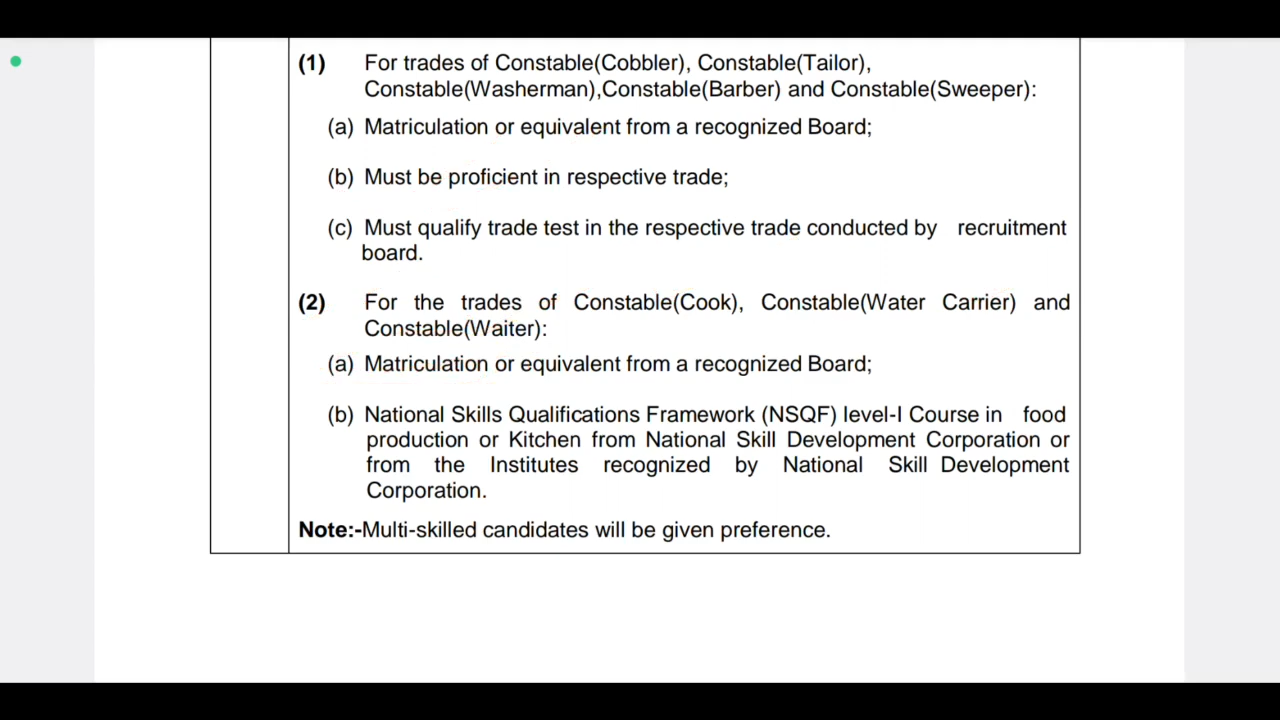 (1) For trades of Constable(Cobbler), Constable(Tailor),
Constable(Washerman),Constable(Barber) and Constable(Sweeper):
(a) Matriculation or equivalent from a recognized Board;
(b) Must be proficient in respective trade;
(c) Must qualify trade test in the respective trade conducted by recruitment
board.
(2) For the trades of Constable(Cook), Constable(Water Carrier) and
Constable(Waiter):
(a) Matriculation or equivalent from a recognized Board;
(b) National Skills Qualifications Framework (NSQF) level-I Course in food
production or Kitchen from National Skill Development Corporation or
from the Institutes recognized by National Skill Development
Corporation.
Note:-Multi-skilled candidates will be given preference.